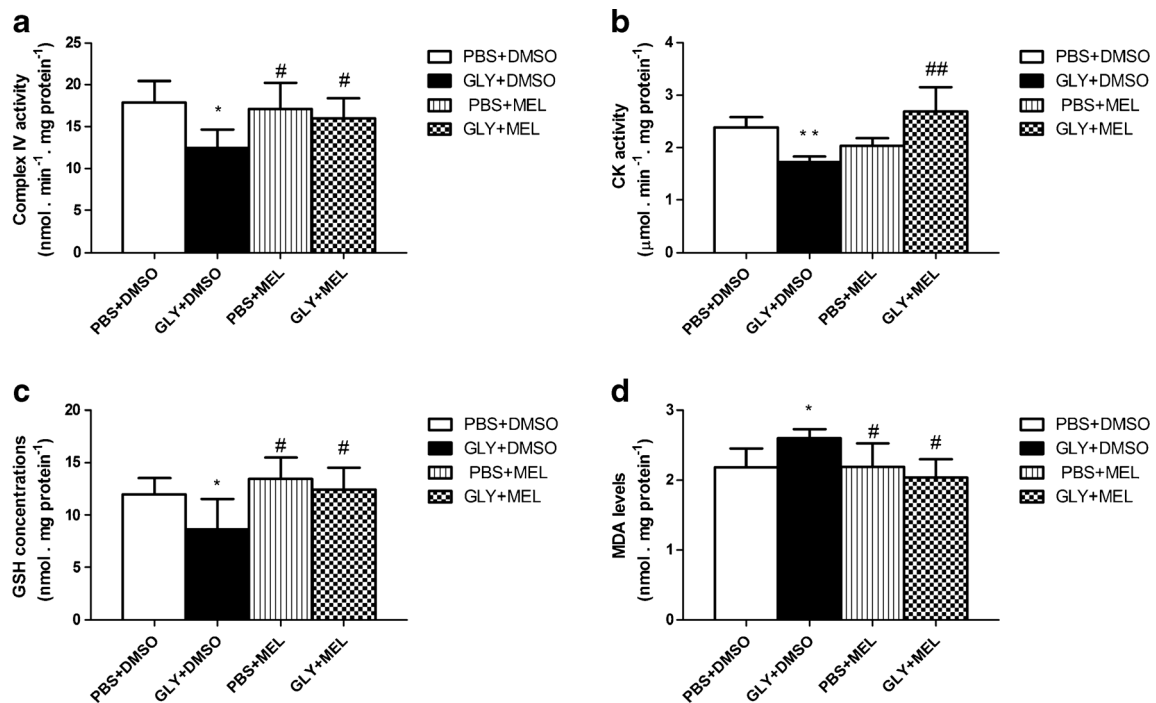 a
Complex IV activity
(nmol . min⁻¹. mg protein⁻¹)
25
20
15
10
5
0
*
#
#
PBS+DMSO
GLY+DMSO
PBS+MEL
GLY+MEL
PBS+DMSO
GLY+DMSO
PBS+MEL
GLY+MEL
b
CK activity
(μmol . min⁻¹. mg protein⁻¹)
4
3
2
1
0
**
##
PBS+DMSO
GLY+DMSO
PBS+MEL
GLY+MEL
PBS+DMSO
GLY+DMSO
PBS+MEL
GLY+MEL
c
GSH concentrations
(nmol . mg protein⁻¹)
20
15
10
5
0
*
#
#
PBS+DMSO
GLY+DMSO
PBS+MEL
GLY+MEL
PBS+DMSO
GLY+DMSO
PBS+MEL
GLY+MEL
d
MDA levels
(nmol . mg protein⁻¹)
3
2
1
0
*
#
#
PBS+DMSO
GLY+DMSO
PBS+MEL
GLY+MEL
PBS+DMSO
GLY+DMSO
PBS+MEL
GLY+MEL